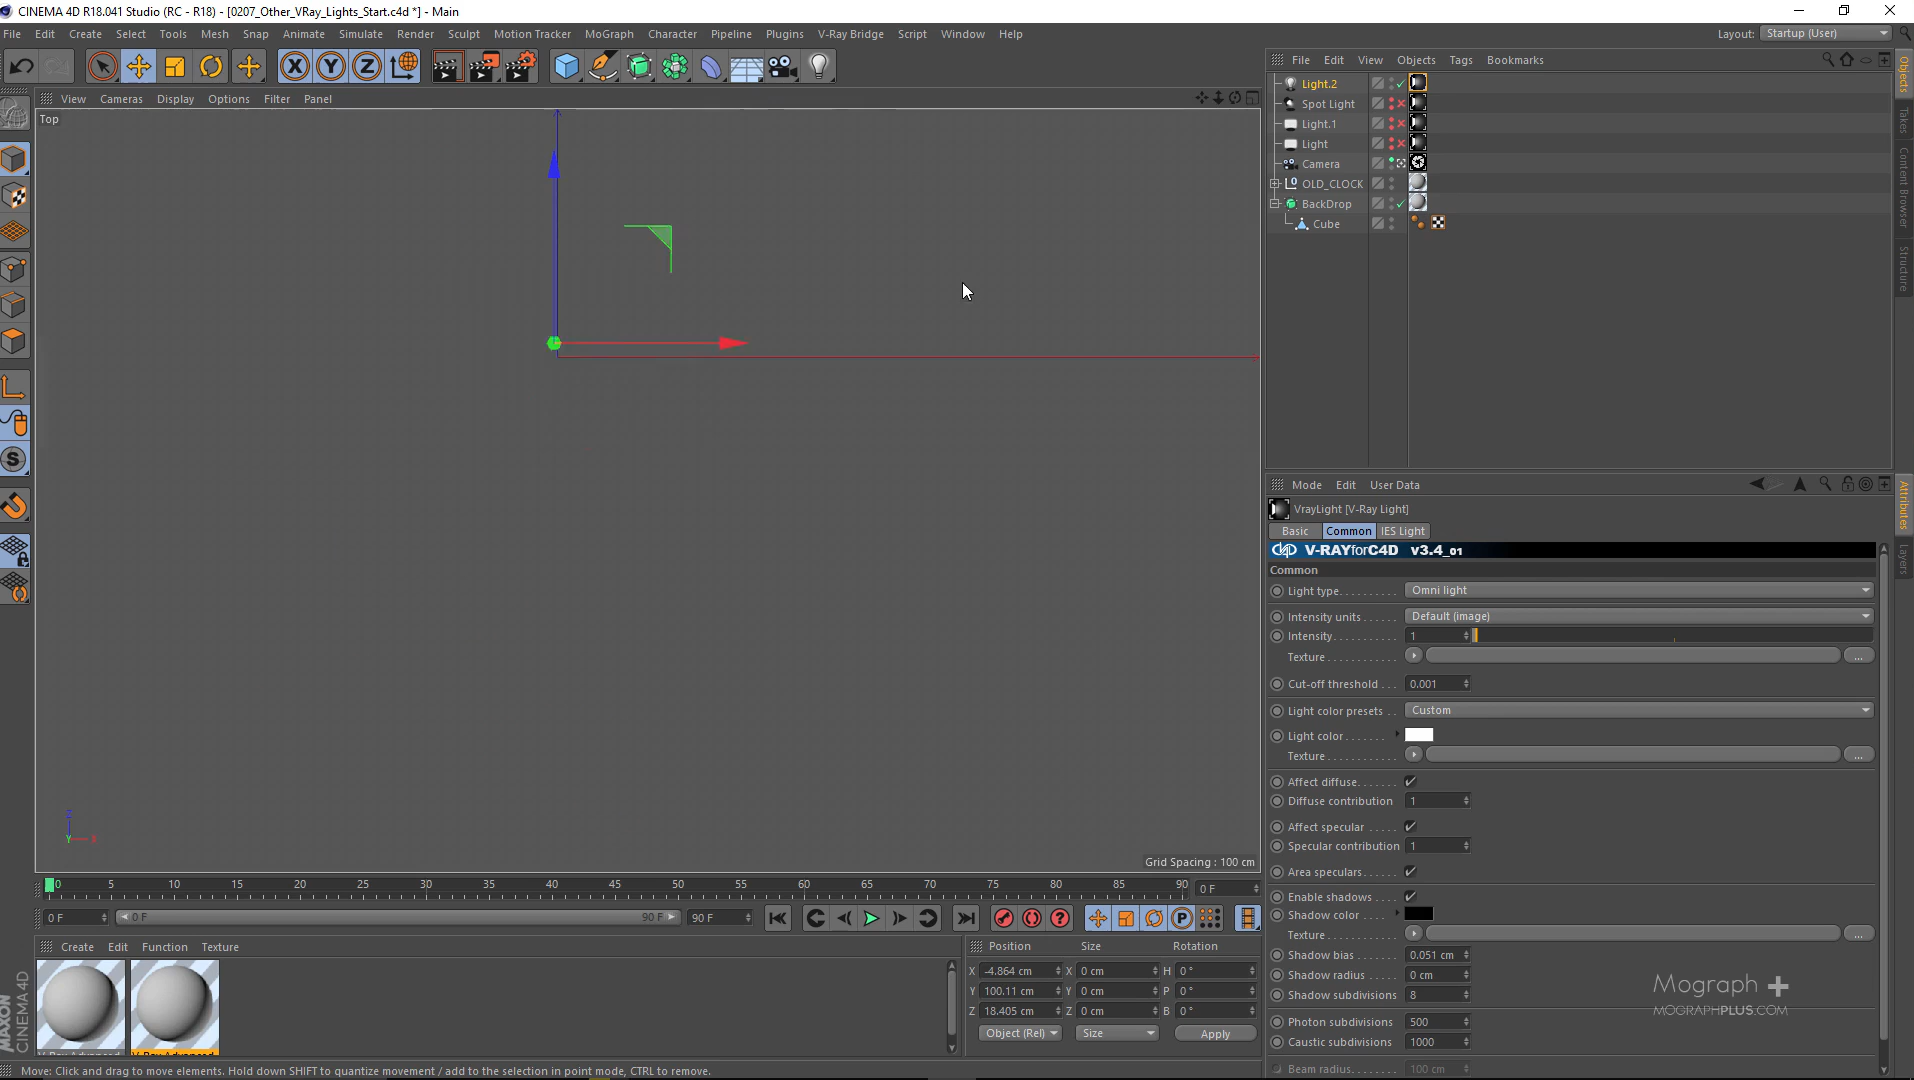 CINEMA 4D R18.041 Studio (RC - R18) - [0207_Other_VRay_Lights_Start.c4d *] - Main
File Edit Create Select Tools Mesh Snap Animate Simulate Render Sculpt Motion Tracker MoGraph Character Pipeline Plugins V-Ray Bridge Script Window Help
Layout: Startup (User)
File Edit View Objects Tags Bookmarks
View Cameras Display Options Filter Panel
Top
Light.2
Spot Light
Light.1
Light
Camera
OLD_CLOCK
BackDrop
Cube
Objects
Takes
Content Browser
Structure
Mode Edit User Data
VrayLight [V-Ray Light]
Basic Common IES Light
V-RAYforC4D v3.4_01
Common
Light type Omni light
Intensity units Default (image)
Intensity 1
Texture ...
Cut-off threshold 0.001
Light color presets Custom
Light color
Texture ...
Affect diffuse
Diffuse contribution 1
Affect specular
Specular contribution 1
Area speculars
Enable shadows
Shadow color
Texture ...
Shadow bias 0.051 cm
Shadow radius 0 cm
Shadow subdivisions 8
Photon subdivisions 500
Caustic subdivisions 1000
Beam radius 100 cm
Attributes
Layers
Mograph +
MOGRAPHPLUS.COM
Z
Y X
Grid Spacing : 100 cm
0 5 10 15 20 25 30 35 40 45 50 55 60 65 70 75 80 85 90 0 F
0 F 0 F 90 F 90 F
Create Edit Function Texture
V-Ray Advanced V-Ray Advanced
MAXON
CINEMA 4D
Position Size Rotation
X -4.864 cm X 0 cm H 0 °
Y 100.11 cm Y 0 cm P 0 °
Z 18.405 cm Z 0 cm B 0 °
Object (Rel) Size Apply
Move: Click and drag to move elements. Hold down SHIFT to quantize movement / add to the selection in point mode, CTRL to remove.